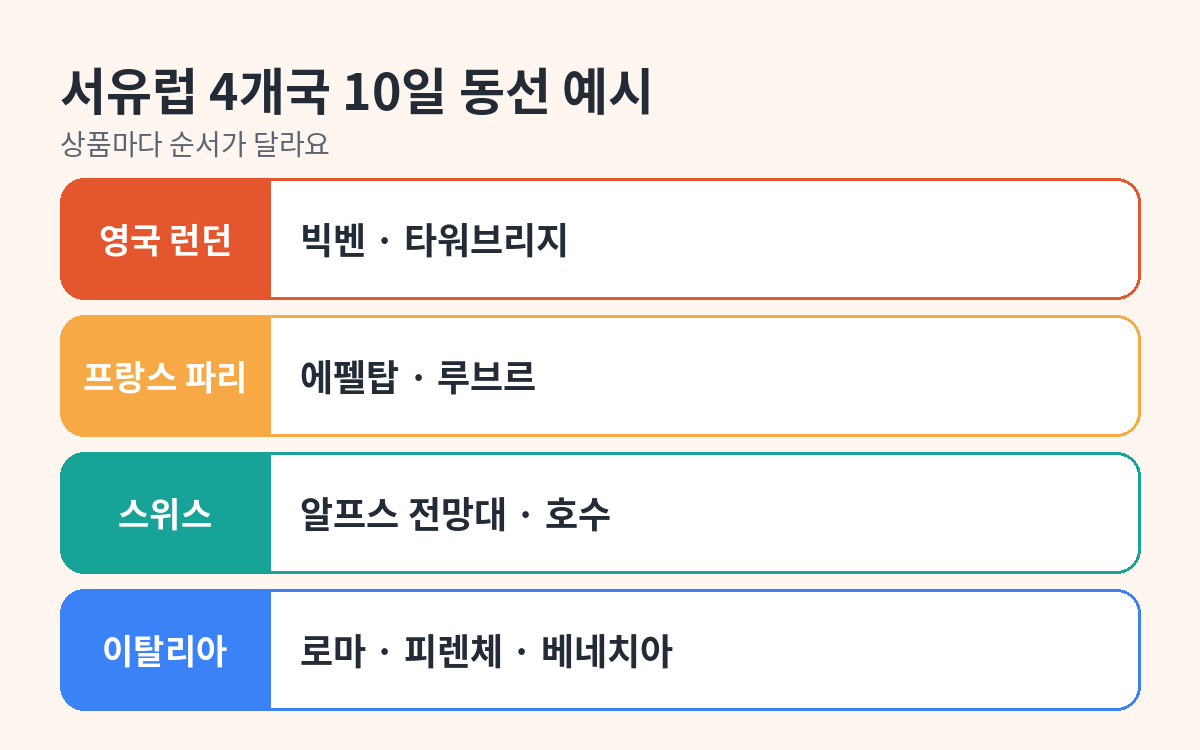 서유럽 4개국 10일 동선 예시
상품마다 순서가 달라요
영국 런던
빅벤 · 타워브리지
프랑스 파리
에펠탑 · 루브르
스위스
알프스 전망대 · 호수
이탈리아
로마 · 피렌체 · 베네치아